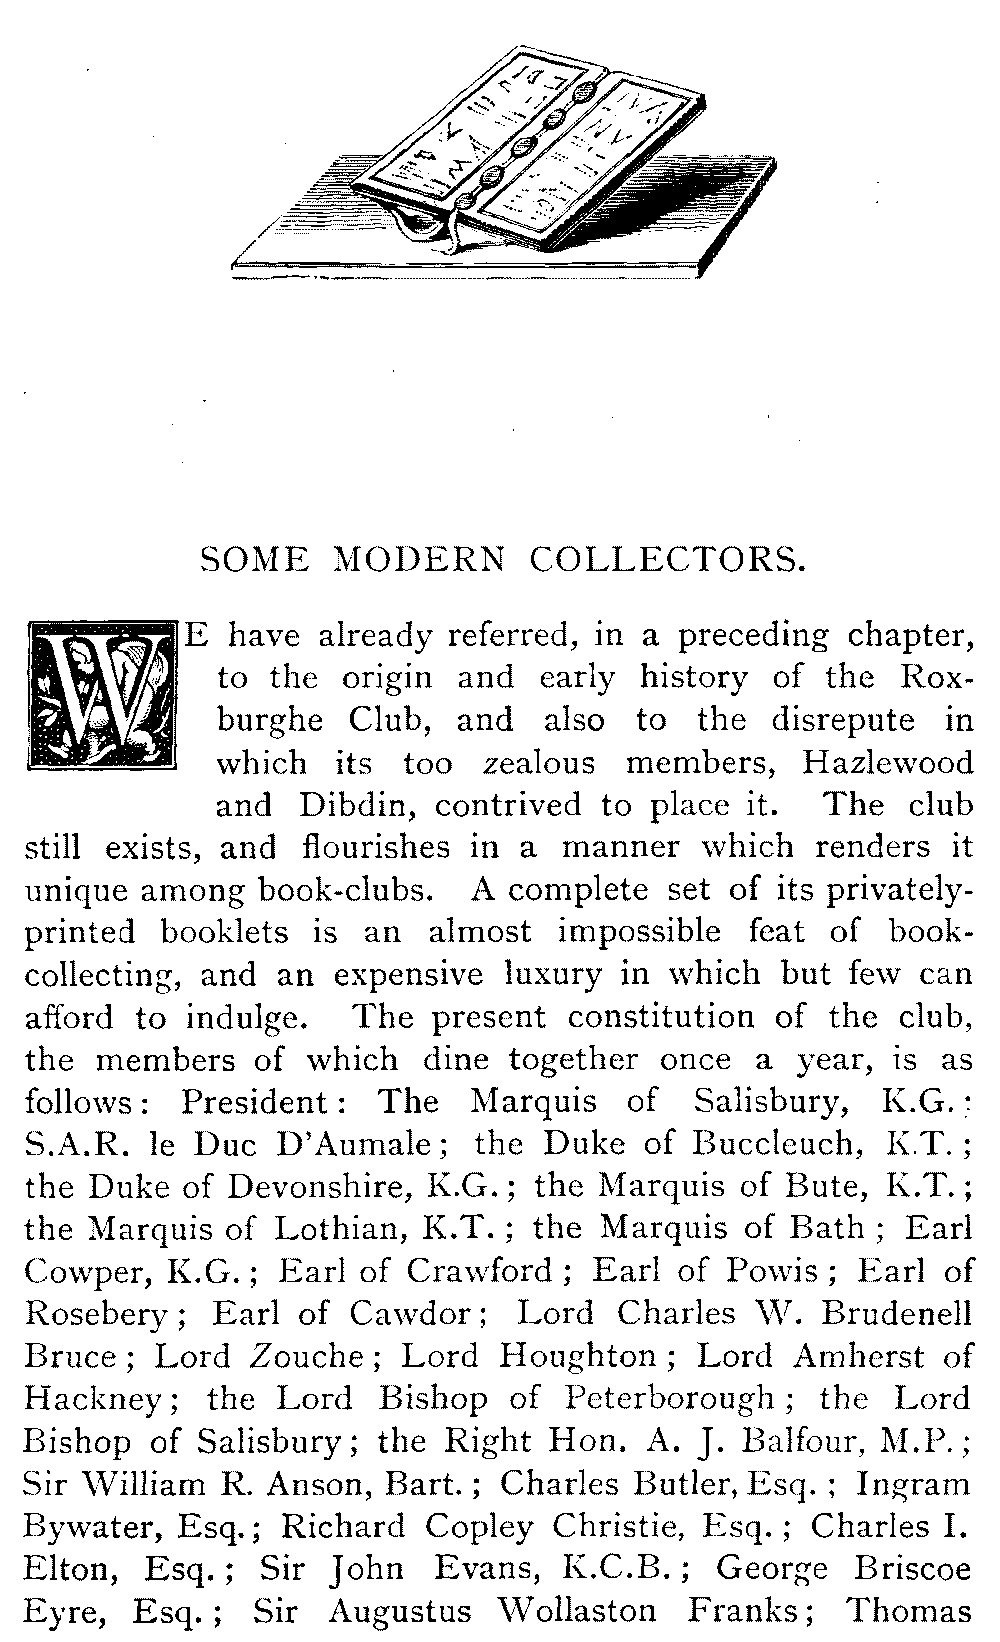 SOME MODERN COLLECTORS.
WE have already referred, in a preceding chapter,
to the origin and early history of the Rox-
burghe Club, and also to the disrepute in
which its too zealous members, Hazlewood
and Dibdin, contrived to place it. The club
still exists, and flourishes in a manner which renders it
unique among book-clubs. A complete set of its privately-
printed booklets is an almost impossible feat of book-
collecting, and an expensive luxury in which but few can
afford to indulge. The present constitution of the club,
the members of which dine together once a year, is as
follows: President: The Marquis of Salisbury, K.G.:
S.A.R. le Duc D'Aumale; the Duke of Buccleuch, K.T.;
the Duke of Devonshire, K.G.; the Marquis of Bute, K.T.;
the Marquis of Lothian, K.T.; the Marquis of Bath; Earl
Cowper, K.G.; Earl of Crawford; Earl of Powis; Earl of
Rosebery; Earl of Cawdor; Lord Charles W. Brudenell
Bruce; Lord Zouche; Lord Houghton; Lord Amherst of
Hackney; the Lord Bishop of Peterborough; the Lord
Bishop of Salisbury; the Right Hon. A. J. Balfour, M.P.;
Sir William R. Anson, Bart.; Charles Butler, Esq.; Ingram
Bywater, Esq.; Richard Copley Christie, Esq.; Charles I.
Elton, Esq.; Sir John Evans, K.C.B.; George Briscoe
Eyre, Esq.; Sir Augustus Wollaston Franks; Thomas